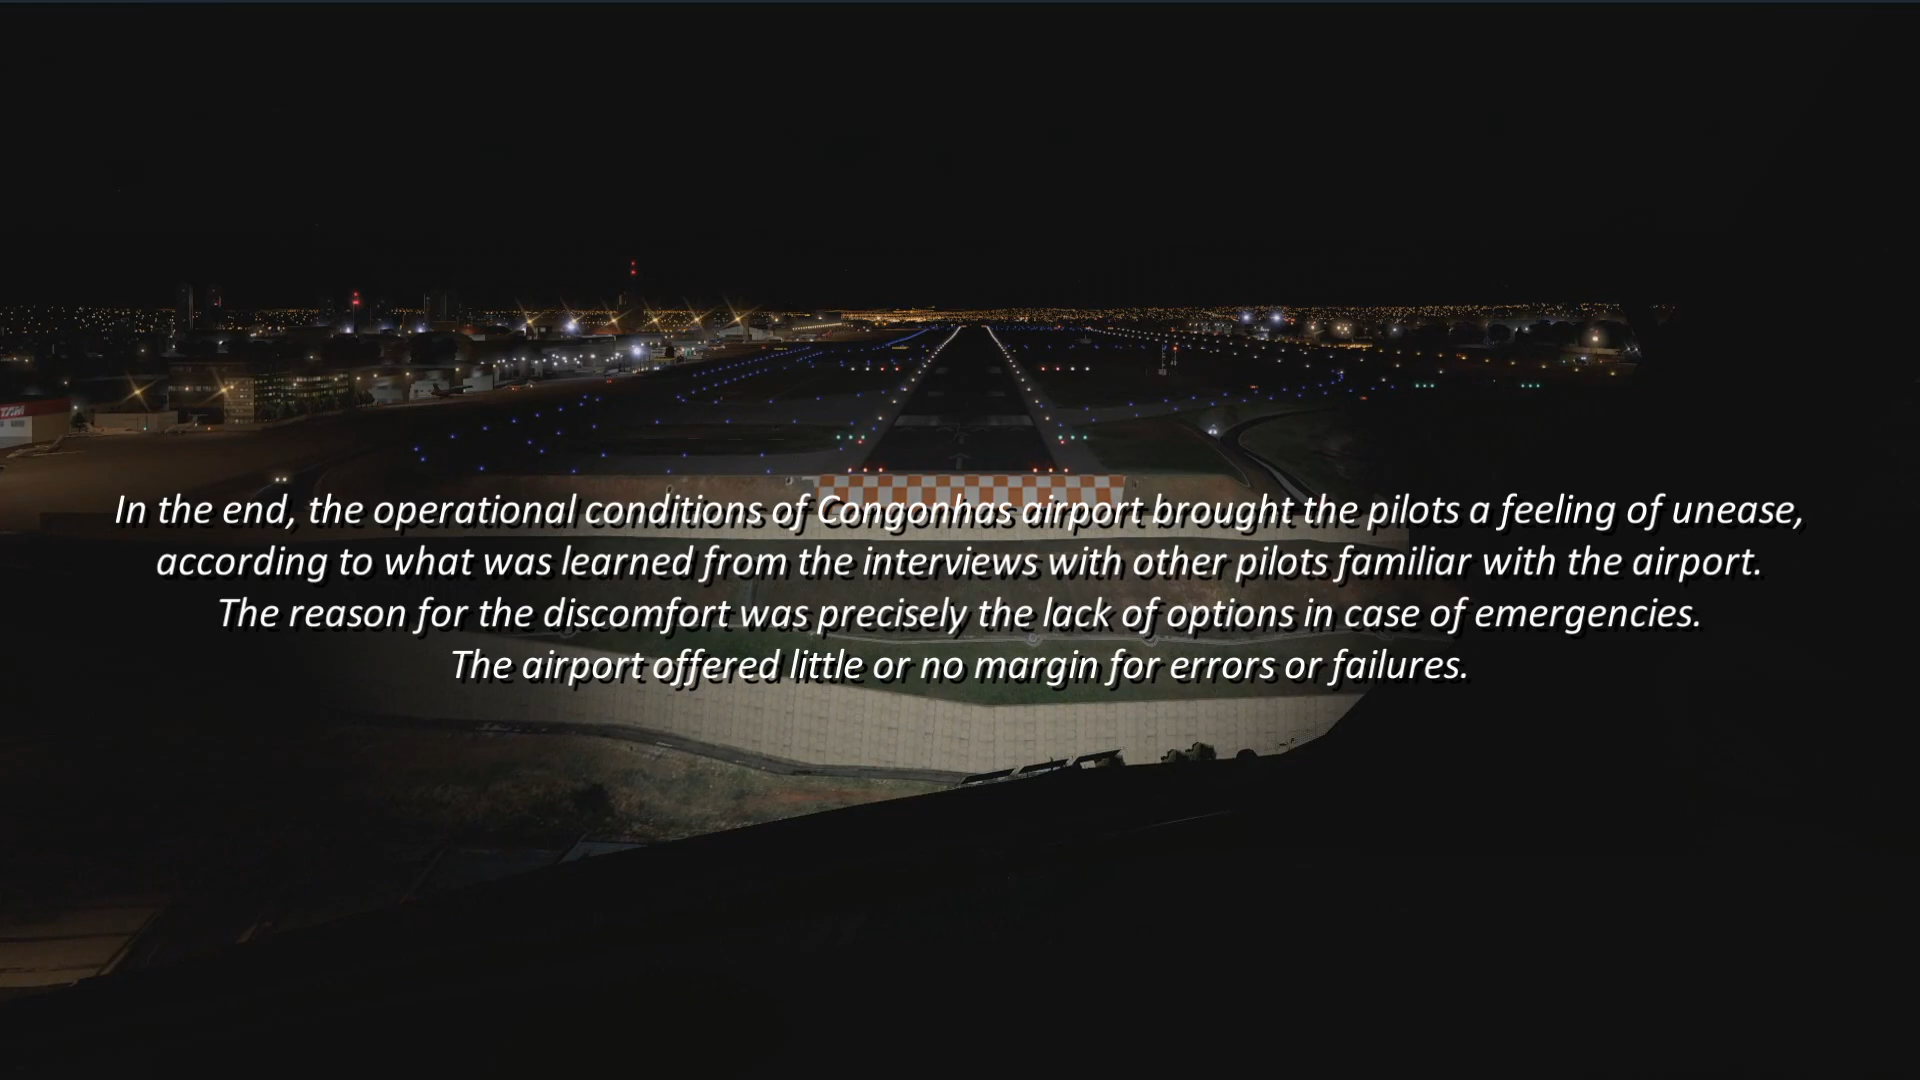 TAM
In the end, the operational conditions of Congonhas airport brought the pilots a feeling of unease,
according to what was learned from the interviews with other pilots familiar with the airport.
The reason for the discomfort was precisely the lack of options in case of emergencies.
The airport offered little or no margin for errors or failures.